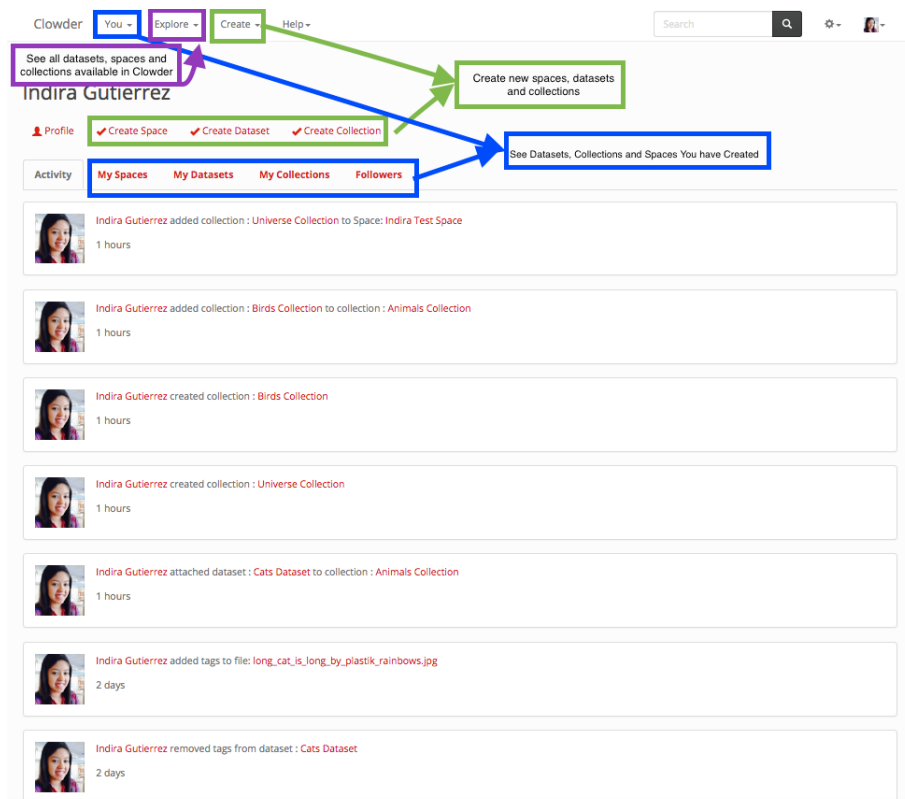 Clowder You Explore Create Help Search
See all datasets, spaces and
collections available in Clowder
Create new spaces, datasets
and collections
Indira Gutierrez
Profile Create Space Create Dataset Create Collection
See Datasets, Collections and Spaces You have Created
Activity My Spaces My Datasets My Collections Followers
Indira Gutierrez added collection : Universe Collection to Space: Indira Test Space
1 hours
Indira Gutierrez added collection : Birds Collection to collection : Animals Collection
1 hours
Indira Gutierrez created collection : Birds Collection
1 hours
Indira Gutierrez created collection : Universe Collection
1 hours
Indira Gutierrez attached dataset : Cats Dataset to collection : Animals Collection
1 hours
Indira Gutierrez added tags to file: long_cat_is_long_by_plastik_rainbows.jpg
2 days
Indira Gutierrez removed tags from dataset : Cats Dataset
2 days